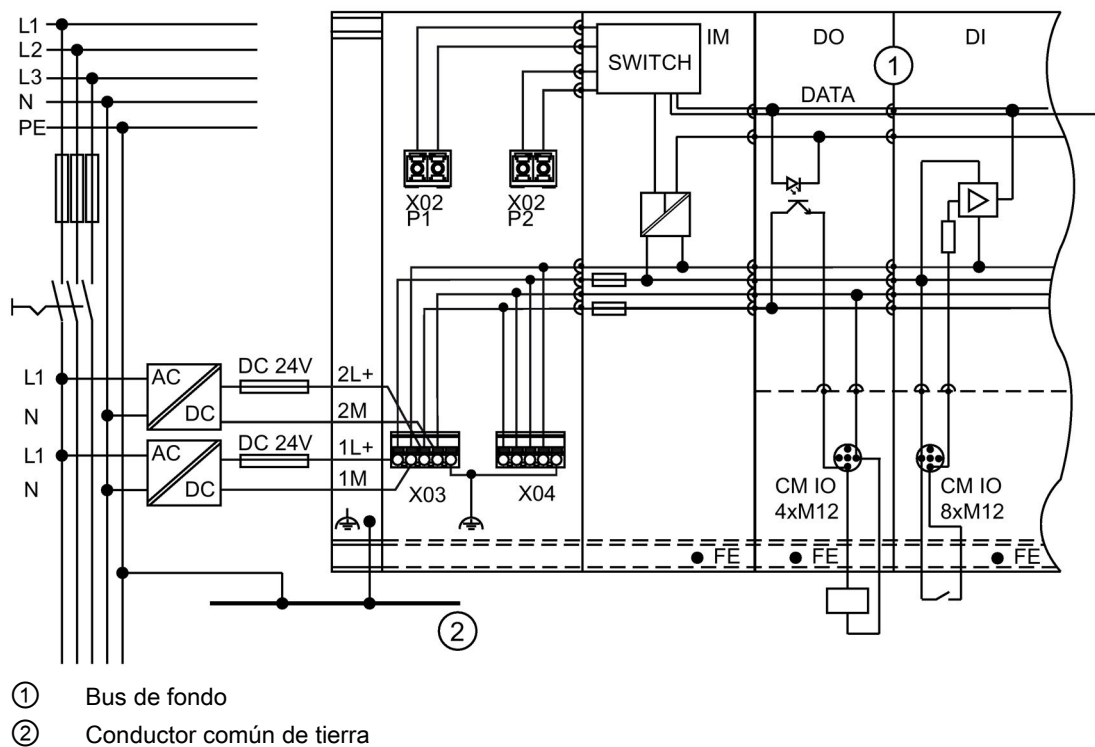 L1
L2
L3
N
PE
IM
DO
DI
SWITCH
1
DATA
X02
P1
X02
P2
L1
N
AC
DC
DC 24V
2L+
2M
L1
N
AC
DC
DC 24V
1L+
1M
X03
X04
CM IO
4xM12
CM IO
8xM12
FE
FE
FE
2
1 Bus de fondo
2 Conductor común de tierra